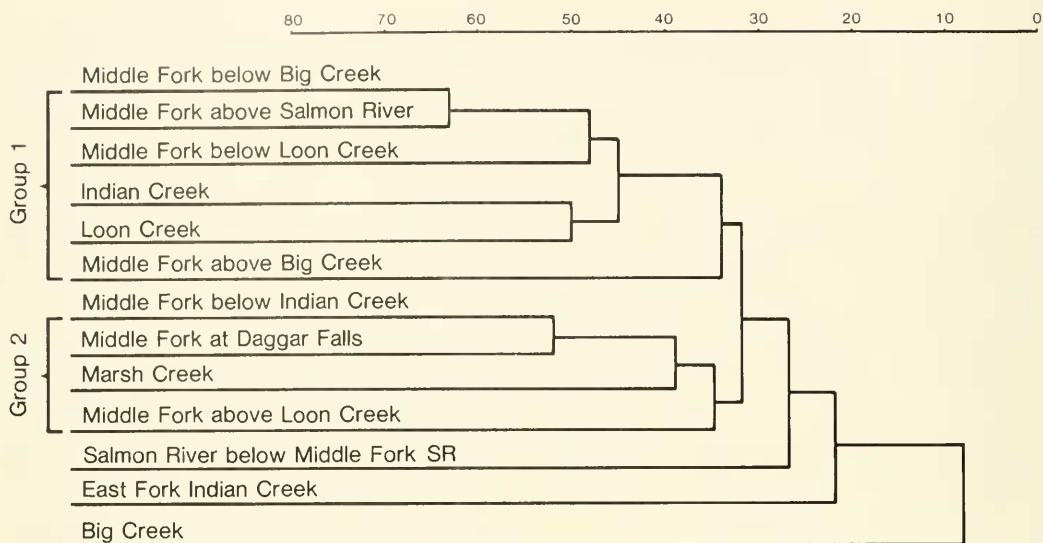 80 70 60 50 40 30 20 10 0
Group 1
Middle Fork below Big Creek
Middle Fork above Salmon River
Middle Fork below Loon Creek
Indian Creek
Loon Creek
Middle Fork above Big Creek
Group 2
Middle Fork below Indian Creek
Middle Fork at Daggar Falls
Marsh Creek
Middle Fork above Loon Creek
Salmon River below Middle Fork SR
East Fork Indian Creek
Big Creek